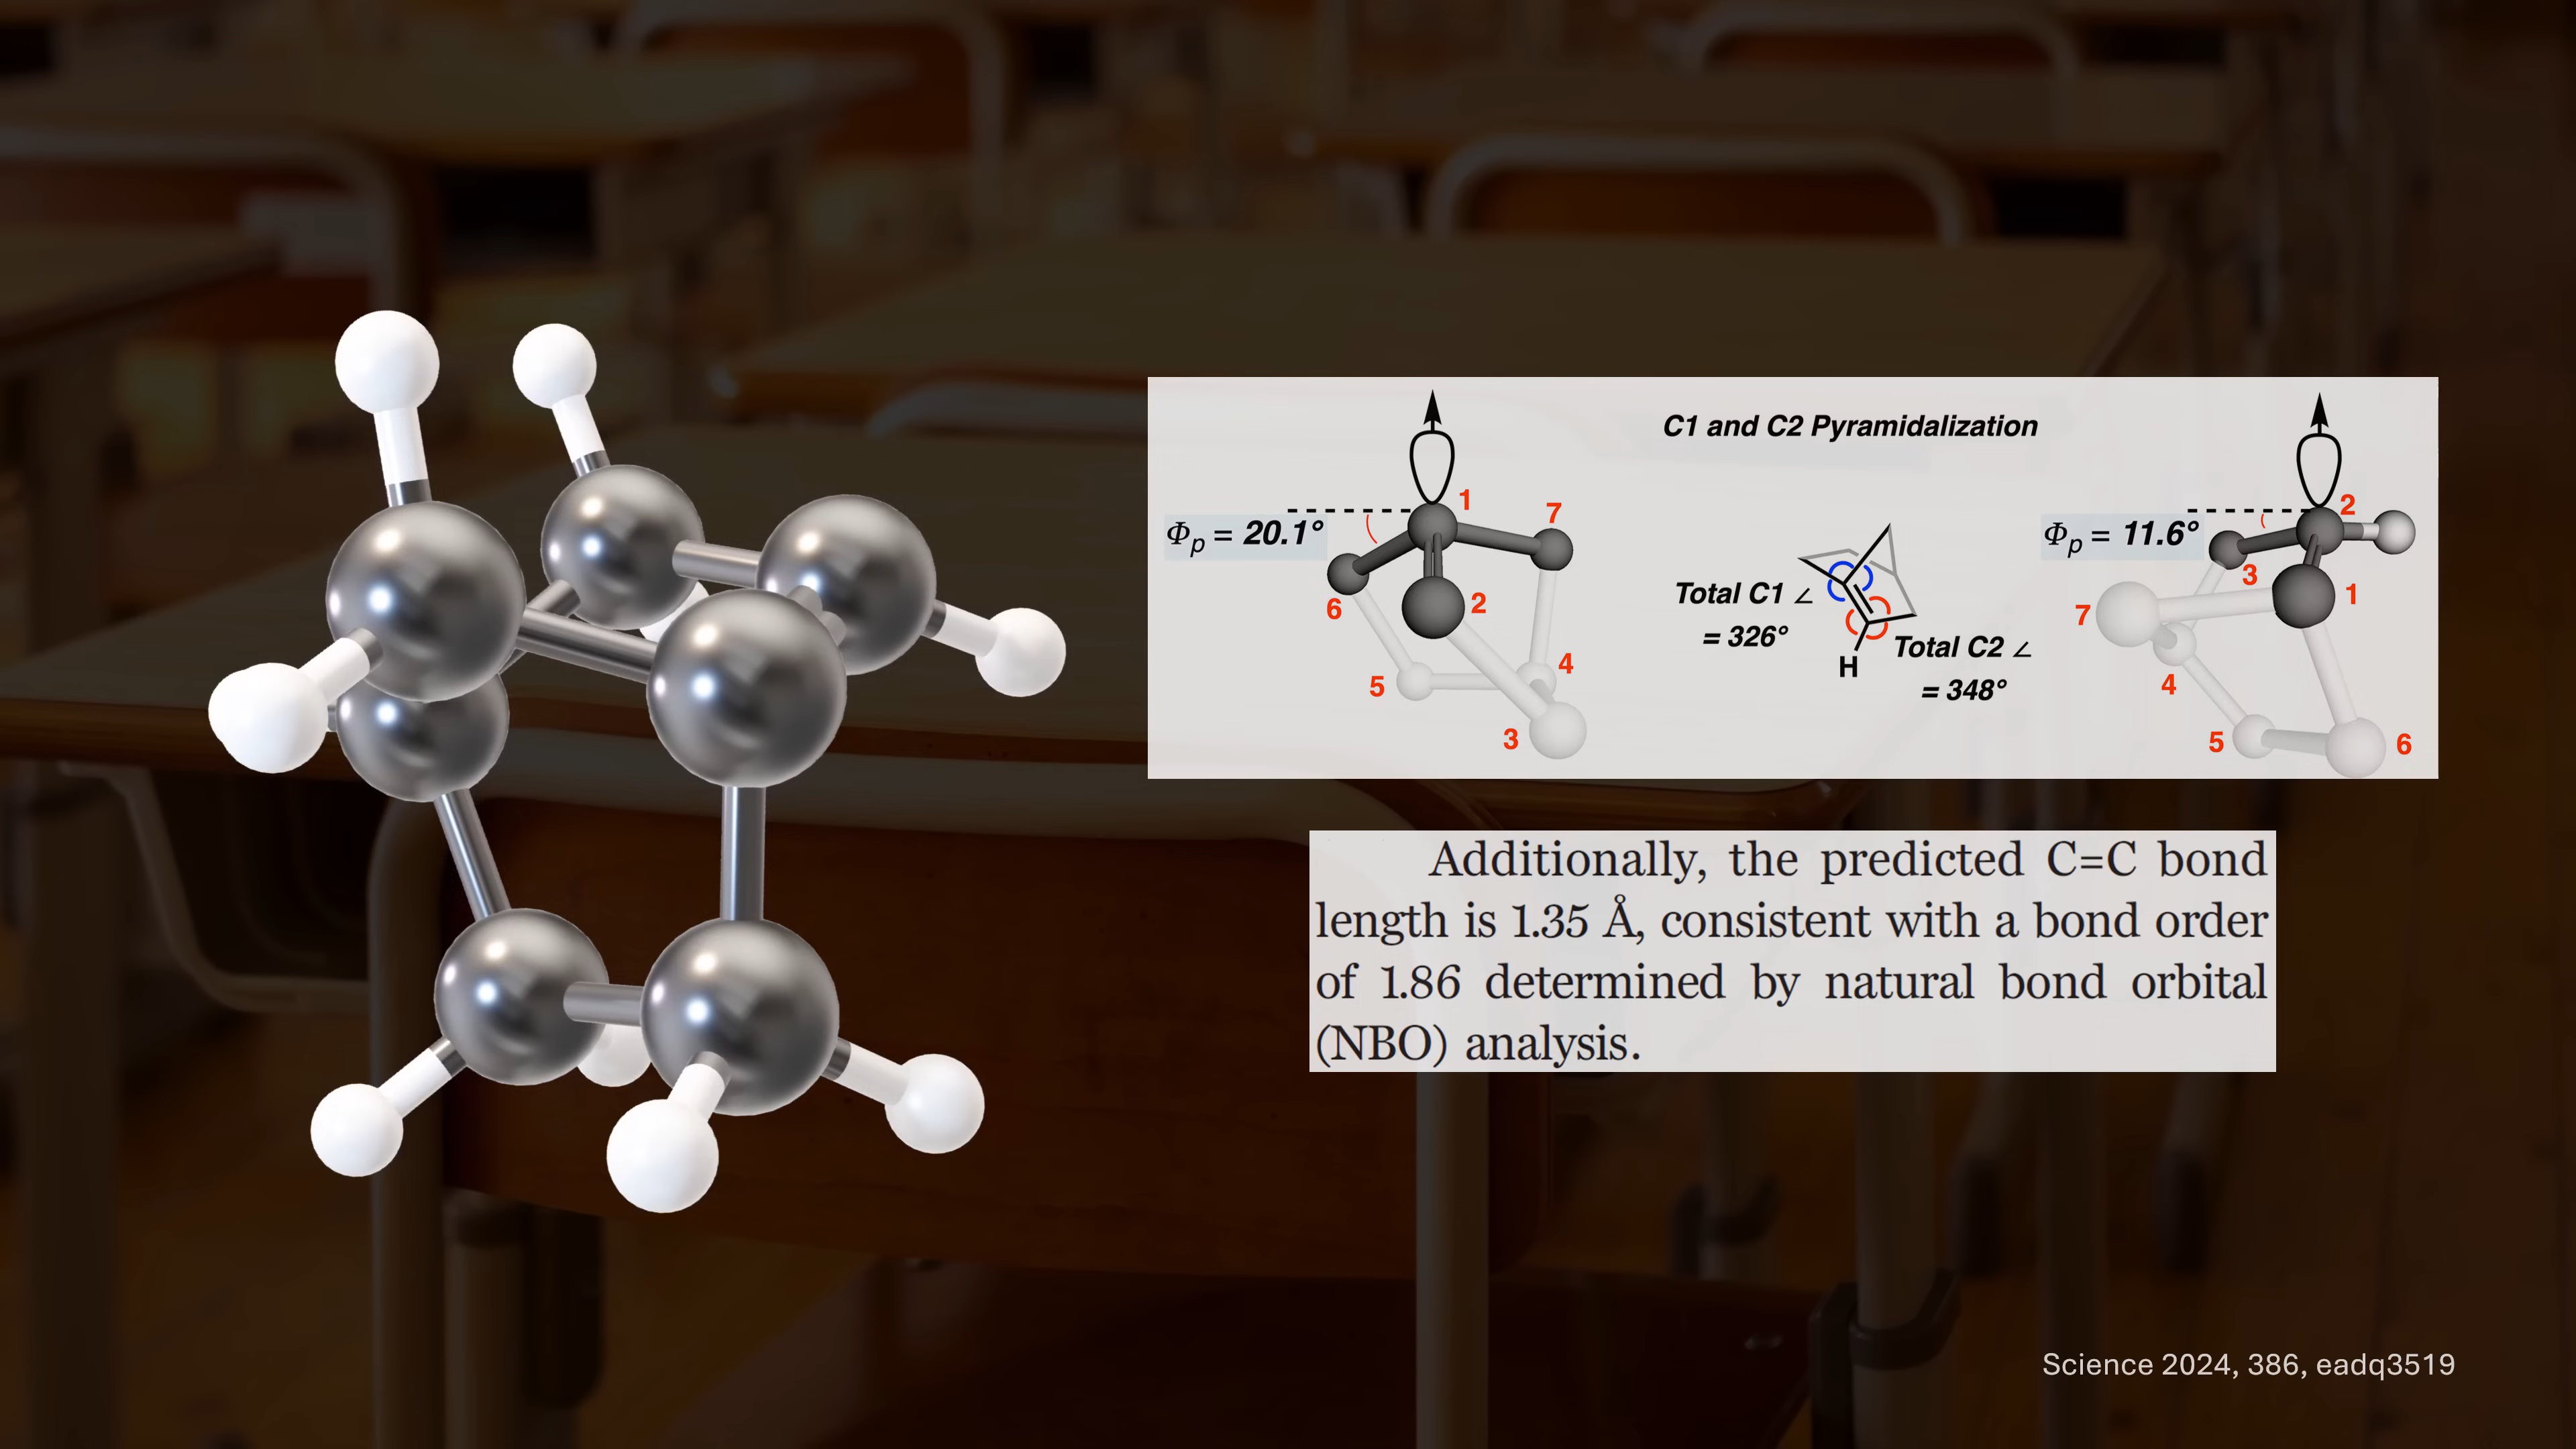 C1 and C2 Pyramidalization
Φp = 20.1°
1
7
6
2
5
4
3
Total C1 ∠
= 326°
H
Total C2 ∠
= 348°
Φp = 11.6°
2
3
1
7
4
5
6
Additionally, the predicted C=C bond
length is 1.35 Å, consistent with a bond order
of 1.86 determined by natural bond orbital
(NBO) analysis.
Science 2024, 386, eadq3519